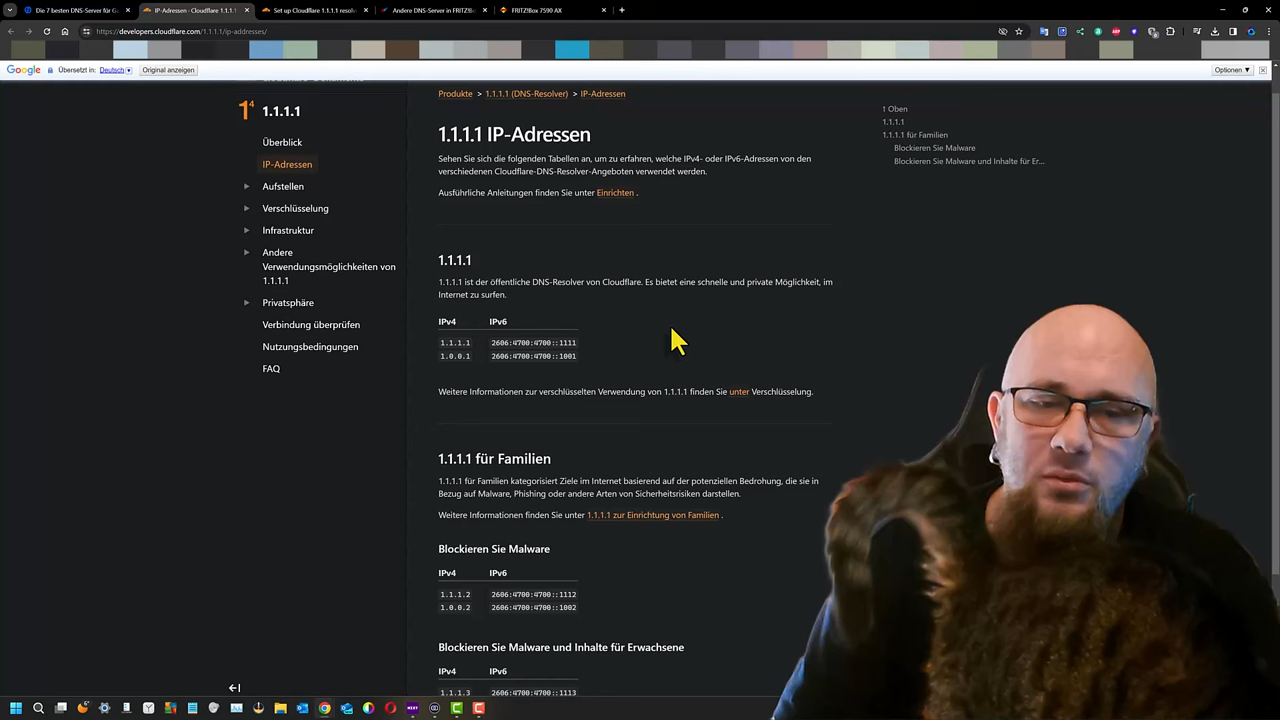 Die 7 besten DNS-Server für G
IP-Adressen · Cloudflare 1.1.1.1
Set up Cloudflare 1.1.1.1 resol
Andere DNS-Server in FRITZ!B
FRITZ!Box 7590 AX
https://developers.cloudflare.com/1.1.1.1/ip-addresses/
Google Übersetzt in: Deutsch Original anzeigen Optionen ▼
1.1.1.1
Überblick
IP-Adressen
Aufstellen
Verschlüsselung
Infrastruktur
Andere
Verwendungsmöglichkeiten von
1.1.1.1
Privatsphäre
Verbindung überprüfen
Nutzungsbedingungen
FAQ
Produkte > 1.1.1.1 (DNS-Resolver) > IP-Adressen
1.1.1.1 IP-Adressen
Sehen Sie sich die folgenden Tabellen an, um zu erfahren, welche IPv4- oder IPv6-Adressen von den
verschiedenen Cloudflare-DNS-Resolver-Angeboten verwendet werden.
Ausführliche Anleitungen finden Sie unter Einrichten .
1.1.1.1
1.1.1.1 ist der öffentliche DNS-Resolver von Cloudflare. Es bietet eine schnelle und private Möglichkeit, im
Internet zu surfen.
IPv4 IPv6
1.1.1.1 2606:4700:4700::1111
1.0.0.1 2606:4700:4700::1001
Weitere Informationen zur verschlüsselten Verwendung von 1.1.1.1 finden Sie unter Verschlüsselung.
1.1.1.1 für Familien
1.1.1.1 für Familien kategorisiert Ziele im Internet basierend auf der potenziellen Bedrohung, die sie in
Bezug auf Malware, Phishing oder andere Arten von Sicherheitsrisiken darstellen.
Weitere Informationen finden Sie unter 1.1.1.1 zur Einrichtung von Familien .
Blockieren Sie Malware
IPv4 IPv6
1.1.1.2 2606:4700:4700::1112
1.0.0.2 2606:4700:4700::1002
Blockieren Sie Malware und Inhalte für Erwachsene
IPv4 IPv6
1.1.1.3 2606:4700:4700::1113
↑ Oben
1.1.1.1
1.1.1.1 für Familien
Blockieren Sie Malware
Blockieren Sie Malware und Inhalte für Er...